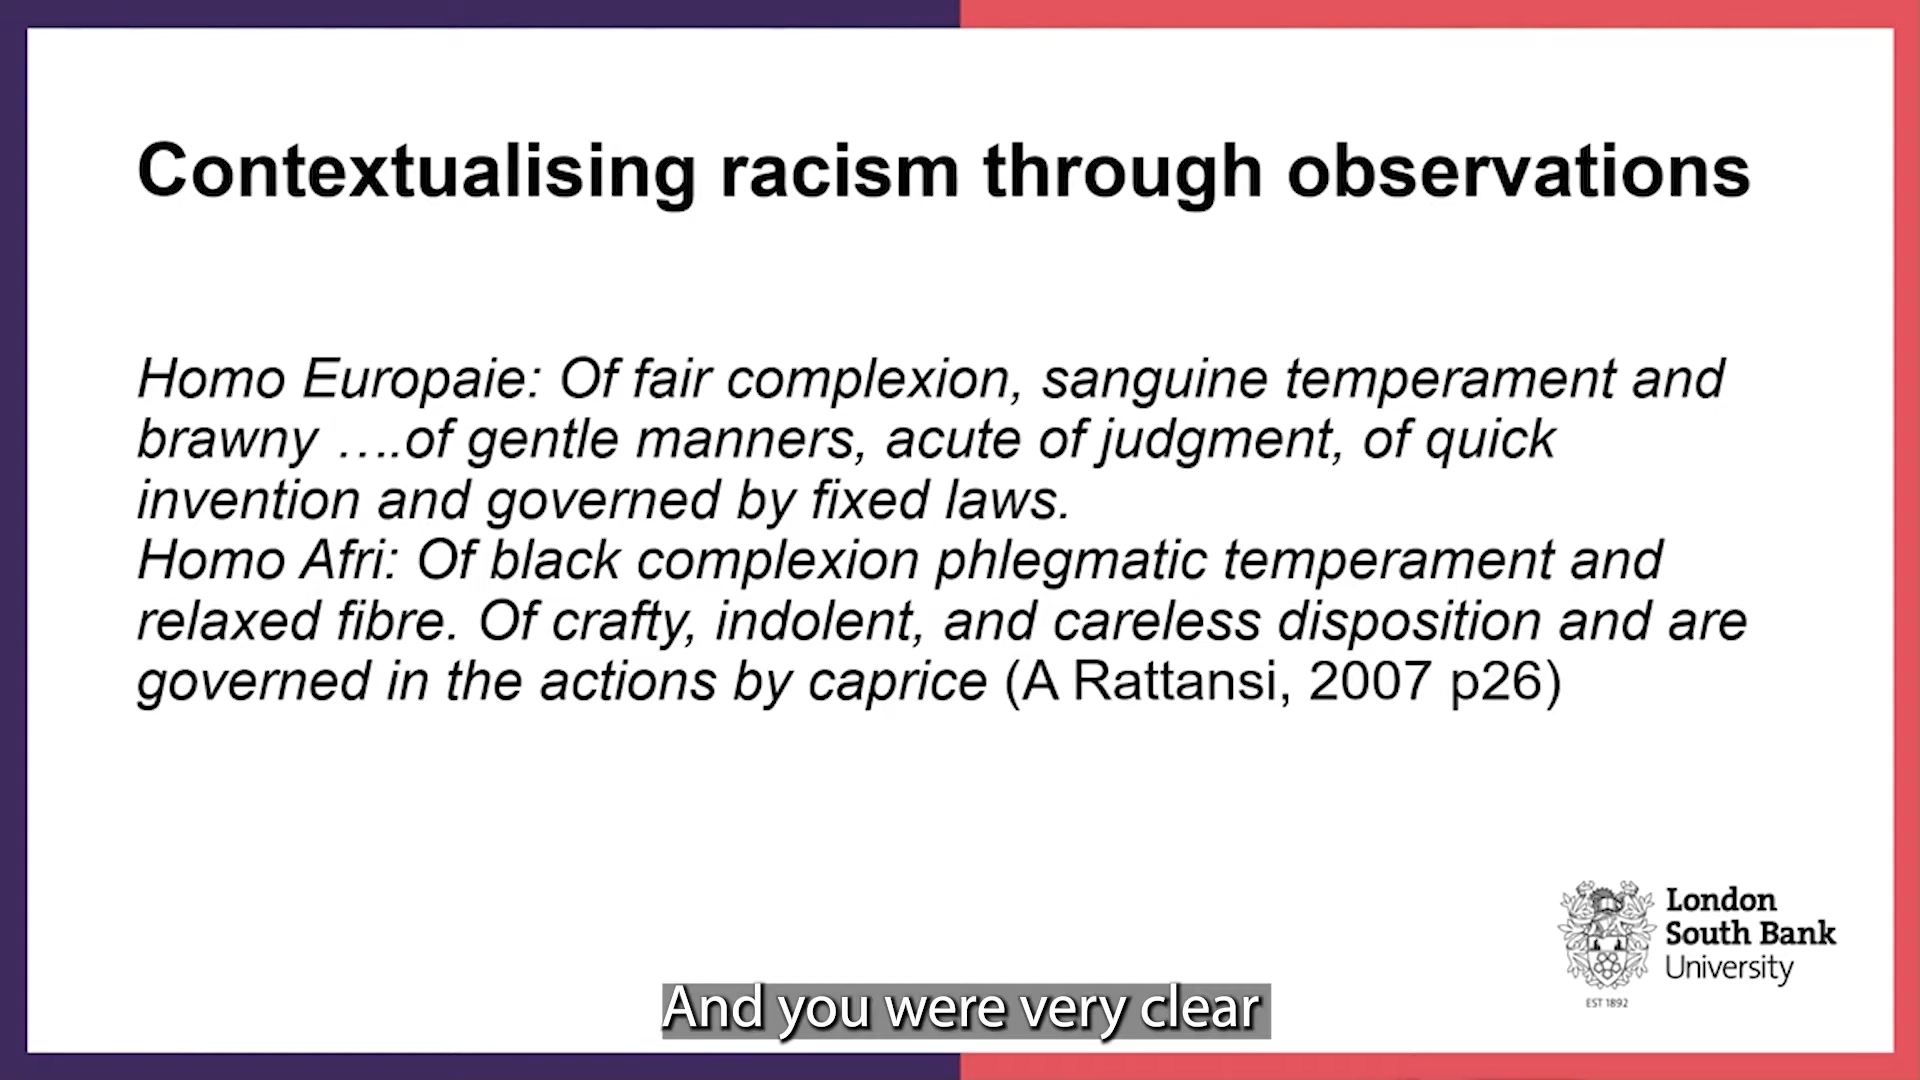 Contextualising racism through observations
Homo Europaie: Of fair complexion, sanguine temperament and
brawny ….of gentle manners, acute of judgment, of quick
invention and governed by fixed laws.
Homo Afri: Of black complexion phlegmatic temperament and
relaxed fibre. Of crafty, indolent, and careless disposition and are
governed in the actions by caprice (A Rattansi, 2007 p26)
London
South Bank
University
EST 1892
And you were very clear